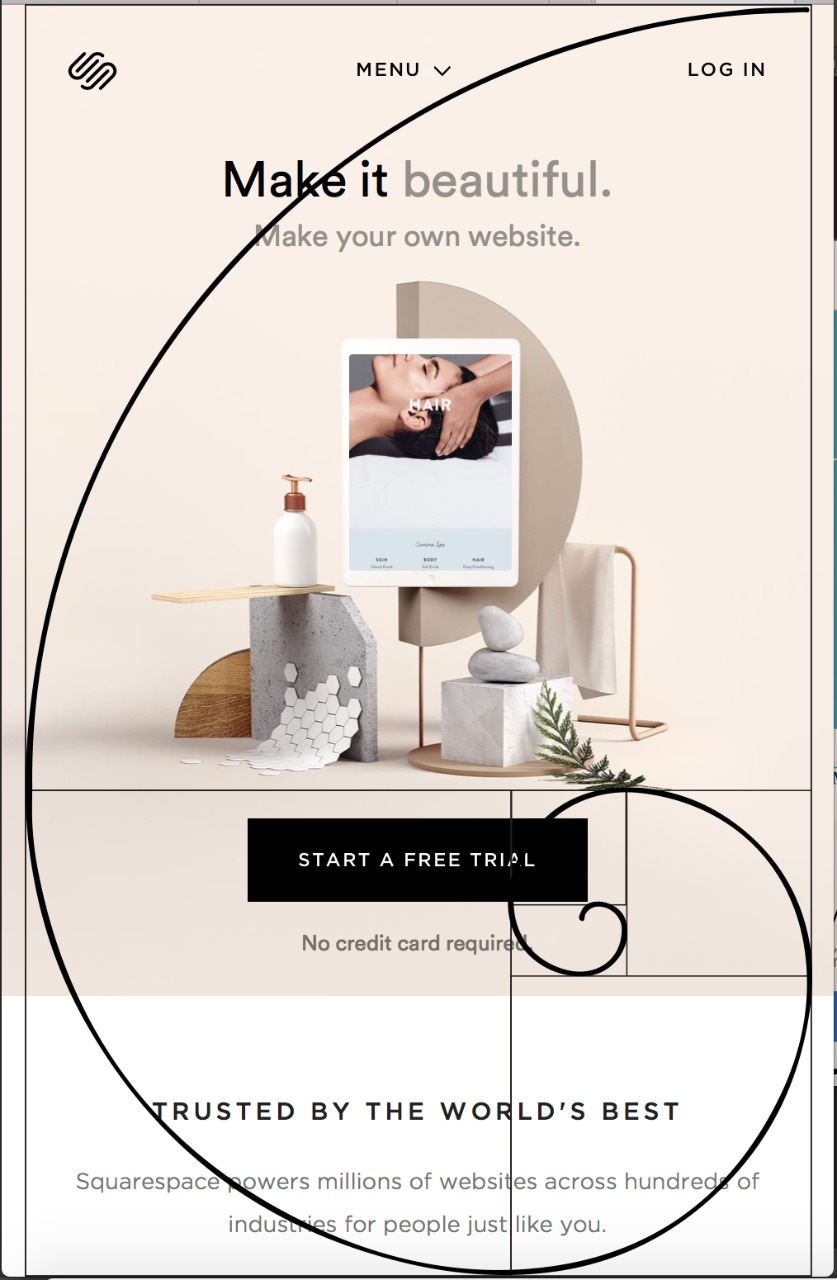 MENU
LOG IN
Make it beautiful.
Make your own website.
HAIR
SKIN BODY HAIR
START A FREE TRIAL
No credit card required.
TRUSTED BY THE WORLD'S BEST
Squarespace powers millions of websites across hundreds of
industries for people just like you.